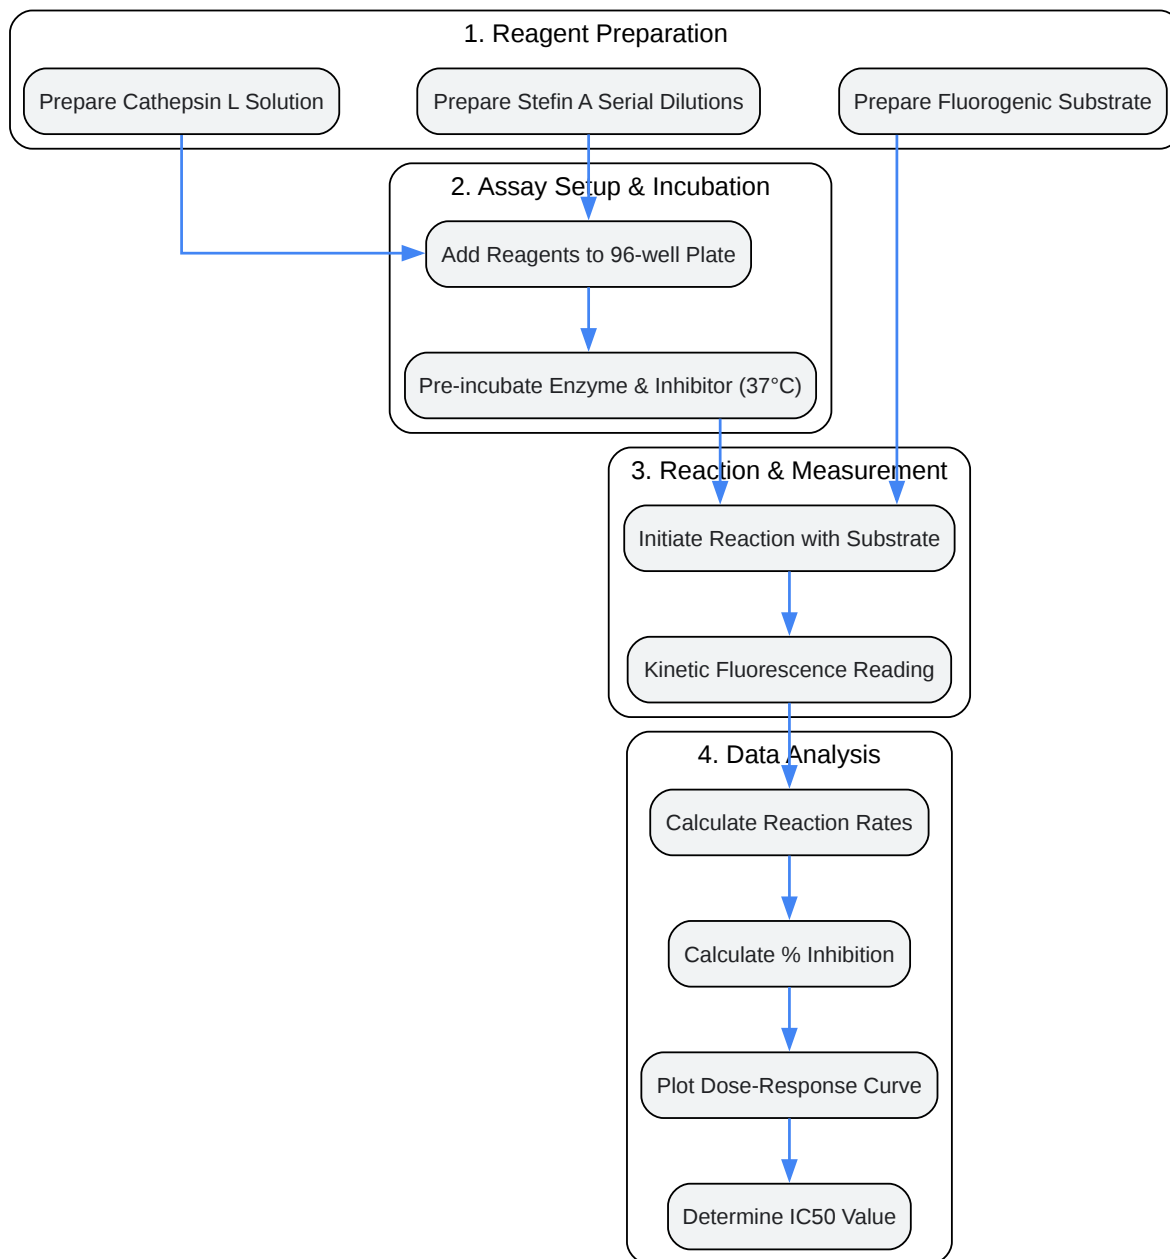 1. Reagent Preparation
Prepare Cathepsin L Solution
Prepare Stefin A Serial Dilutions
Prepare Fluorogenic Substrate
2. Assay Setup & Incubation
Add Reagents to 96-well Plate
Pre-incubate Enzyme & Inhibitor (37°C)
3. Reaction & Measurement
Initiate Reaction with Substrate
Kinetic Fluorescence Reading
4. Data Analysis
Calculate Reaction Rates
Calculate % Inhibition
Plot Dose-Response Curve
Determine IC50 Value